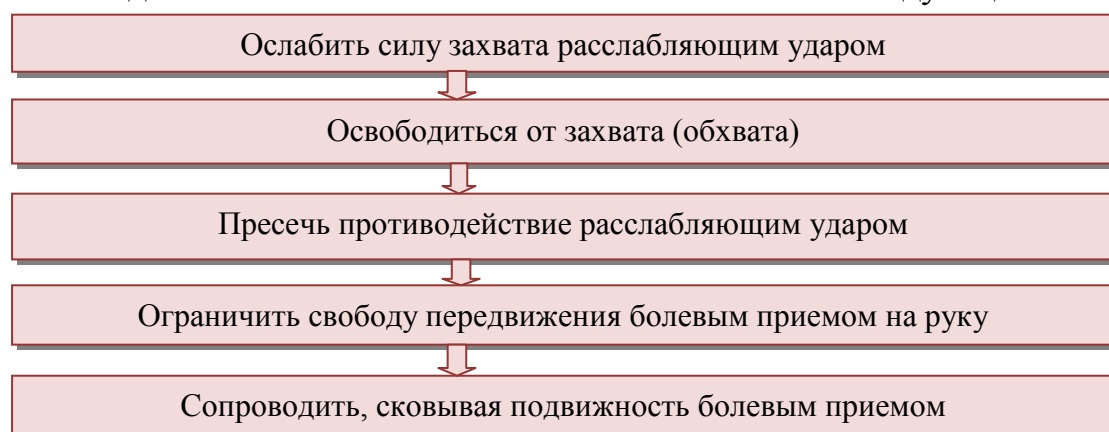 Ослабить силу захвата расслабляющим ударом
Освободиться от захвата (обхвата)
Пресечь противодействие расслабляющим ударом
Ограничить свободу передвижения болевым приемом на руку
Сопроводить, сковывая подвижность болевым приемом